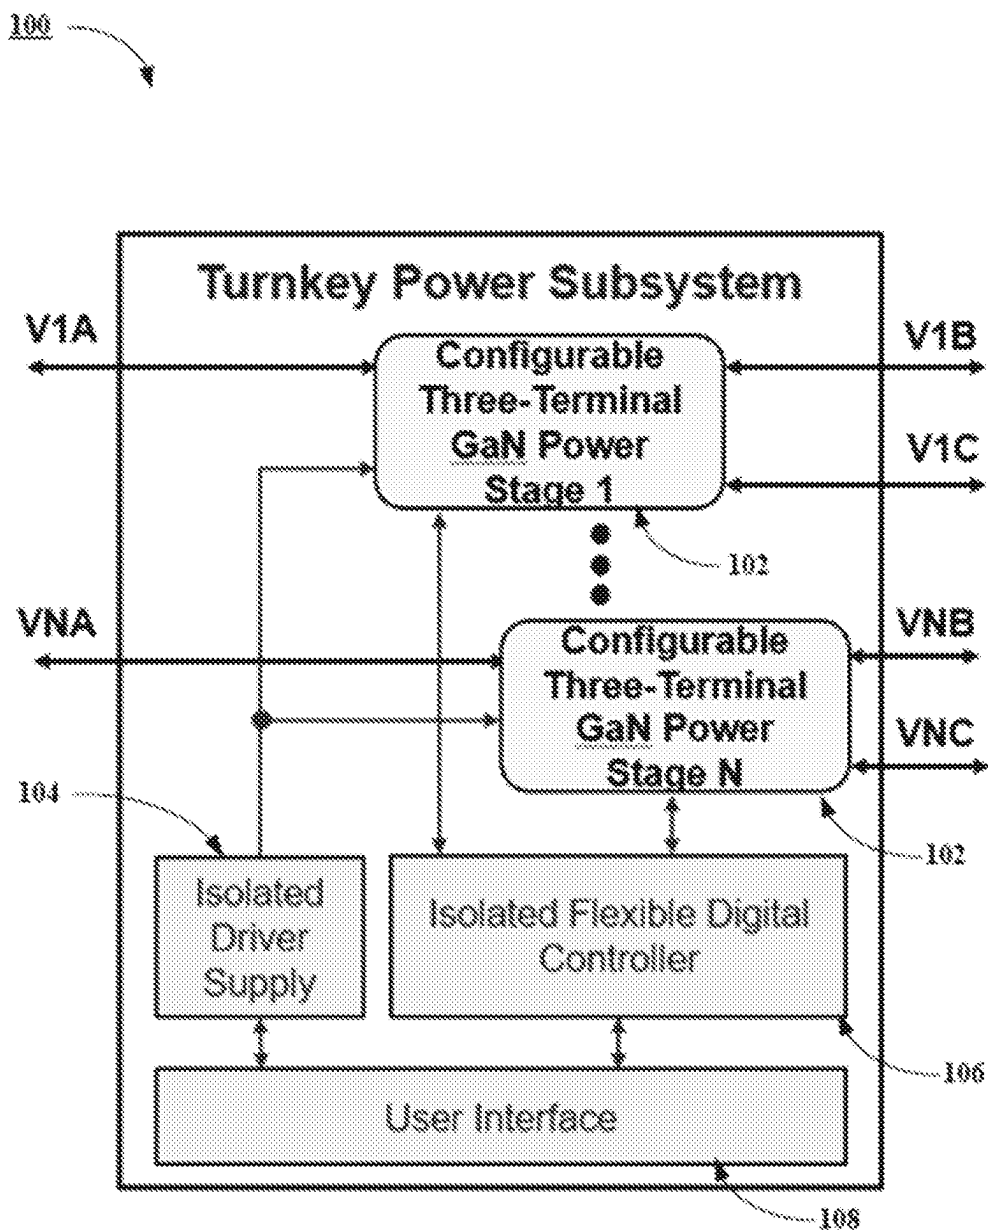 100
Turnkey Power Subsystem
V1A
V1B
Configurable
Three-Terminal
GaN Power
Stage 1
V1C
102
VNA
VNB
Configurable
Three-Terminal
GaN Power
Stage N
VNC
104
102
Isolated
Driver
Supply
Isolated Flexible Digital
Controller
106
User Interface
108